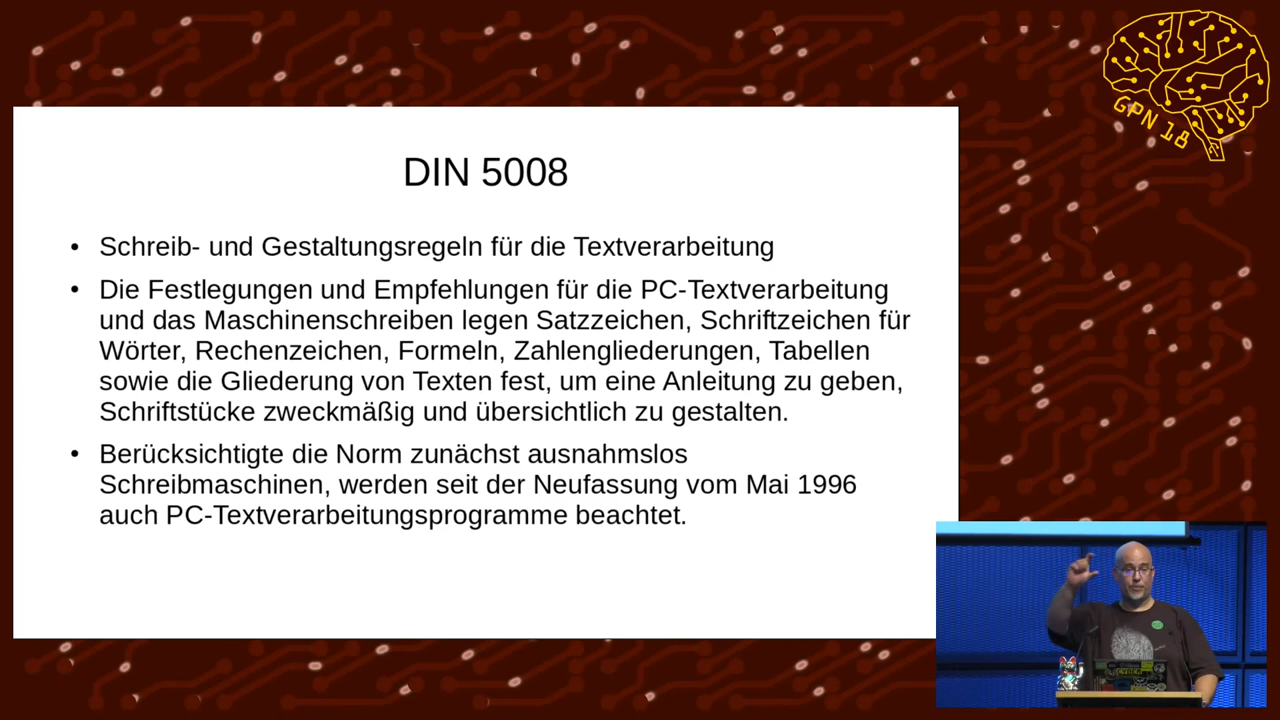 GPN 18
DIN 5008
• Schreib- und Gestaltungsregeln für die Textverarbeitung
• Die Festlegungen und Empfehlungen für die PC-Textverarbeitung
und das Maschinenschreiben legen Satzzeichen, Schriftzeichen für
Wörter, Rechenzeichen, Formeln, Zahlengliederungen, Tabellen
sowie die Gliederung von Texten fest, um eine Anleitung zu geben,
Schriftstücke zweckmäßig und übersichtlich zu gestalten.
• Berücksichtigte die Norm zunächst ausnahmslos
Schreibmaschinen, werden seit der Neufassung vom Mai 1996
auch PC-Textverarbeitungsprogramme beachtet.
CYBER